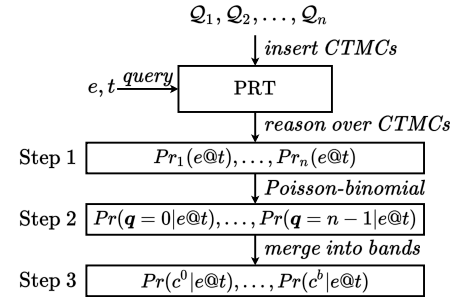 𝒬₁, 𝒬₂, . . . , 𝒬ₙ
insert CTMCs
e, t query
PRT
reason over CTMCs
Step 1 Pr₁(e@t), . . . , Prₙ(e@t)
Poisson-binomial
Step 2 Pr(q = 0|e@t), . . . , Pr(q = n − 1|e@t)
merge into bands
Step 3 Pr(c⁰|e@t), . . . , Pr(cᵇ|e@t)